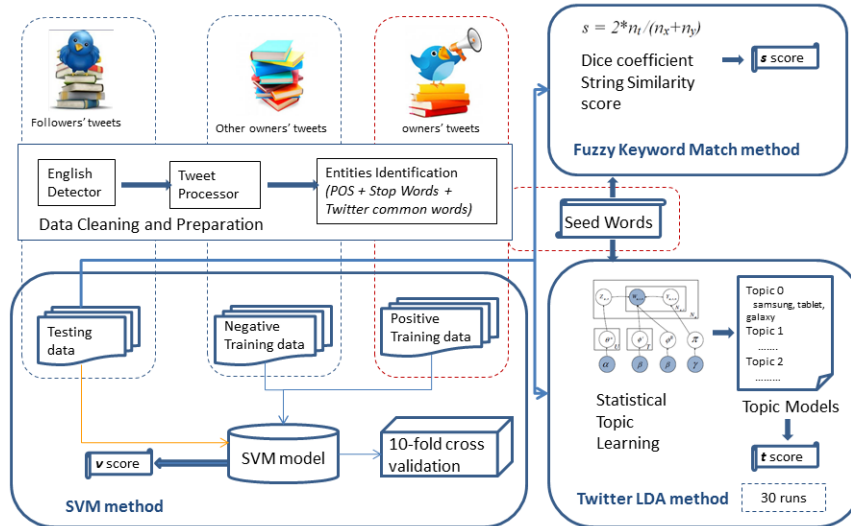 Followers' tweets
Other owners' tweets
owners' tweets
English
Detector
Tweet
Processor
Entities Identification
(POS + Stop Words +
Twitter common words)
Data Cleaning and Preparation
s = 2*nt/(nx+ny)
Dice coefficient
String Similarity
score
s score
Fuzzy Keyword Match method
Seed Words
Testing
data
Negative
Training data
Positive
Training data
SVM model
10-fold cross
validation
v score
SVM method
α
β
β
γ
Statistical
Topic
Learning
Topic 0
samsung, tablet,
galaxy
Topic 1
.......
Topic 2
.........
Topic Models
t score
Twitter LDA method
30 runs